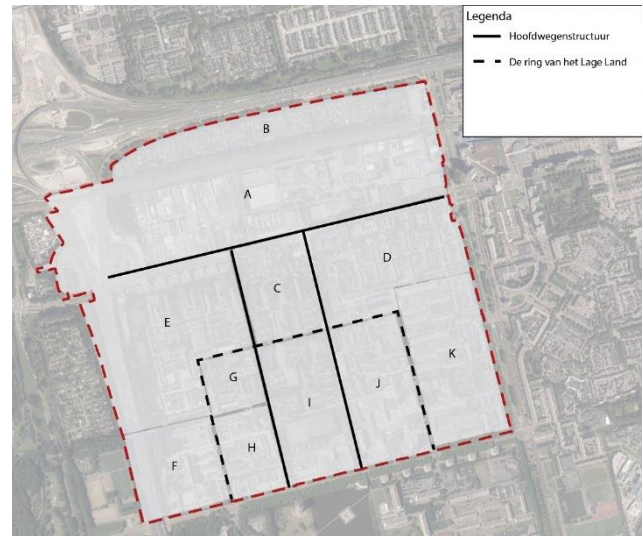 Legenda
Hoofdwegenstructuur
De ring van het Lage Land
B
A
D
C
E
K
G
J
I
H
F